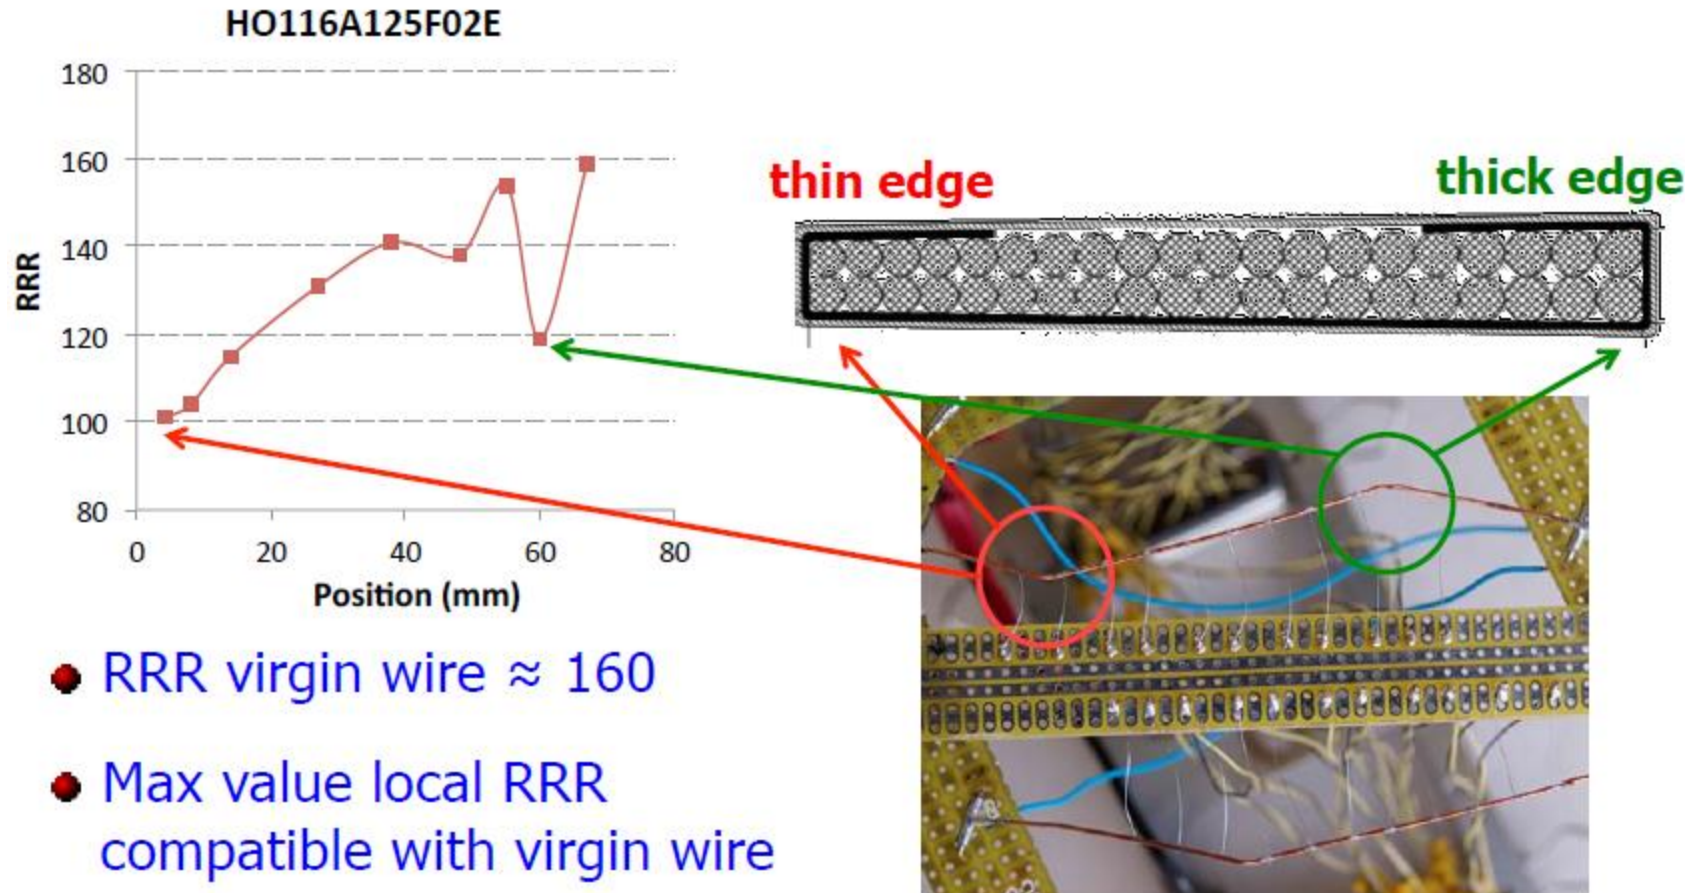 HO116A125F02E
180
160
140
120
100
80
RRR
0 20 40 60 80
Position (mm)
thin edge
thick edge
RRR virgin wire ≈ 160
Max value local RRR
compatible with virgin wire